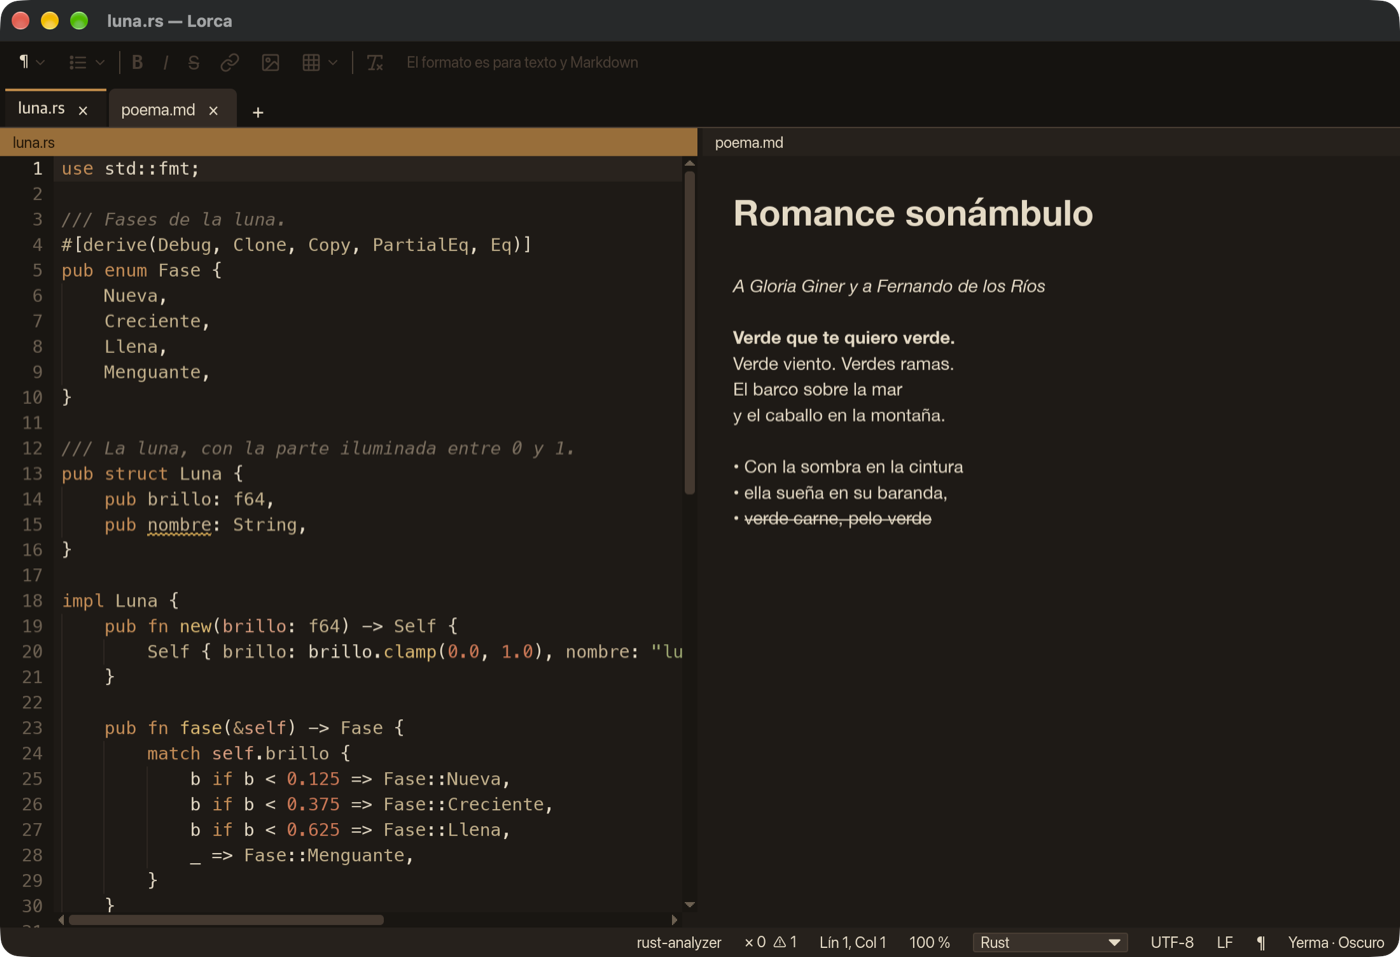 luna.rs — Lorca
¶ B I S El formato es para texto y Markdown
luna.rs × poema.md × +
luna.rs
1 use std::fmt;
2
3 /// Fases de la luna.
4 #[derive(Debug, Clone, Copy, PartialEq, Eq)]
5 pub enum Fase {
6     Nueva,
7     Creciente,
8     Llena,
9     Menguante,
10 }
11
12 /// La luna, con la parte iluminada entre 0 y 1.
13 pub struct Luna {
14     pub brillo: f64,
15     pub nombre: String,
16 }
17
18 impl Luna {
19     pub fn new(brillo: f64) -> Self {
20         Self { brillo: brillo.clamp(0.0, 1.0), nombre: "lu
21     }
22
23     pub fn fase(&self) -> Fase {
24         match self.brillo {
25             b if b < 0.125 => Fase::Nueva,
26             b if b < 0.375 => Fase::Creciente,
27             b if b < 0.625 => Fase::Llena,
28             _ => Fase::Menguante,
29         }
30     }
poema.md
Romance sonámbulo
A Gloria Giner y a Fernando de los Ríos
Verde que te quiero verde.
Verde viento. Verdes ramas.
El barco sobre la mar
y el caballo en la montaña.
• Con la sombra en la cintura
• ella sueña en su baranda,
• verde carne, pelo verde
rust-analyzer × 0 ⚠ 1 Lín 1, Col 1 100 % Rust UTF-8 LF ¶ Yerma · Oscuro